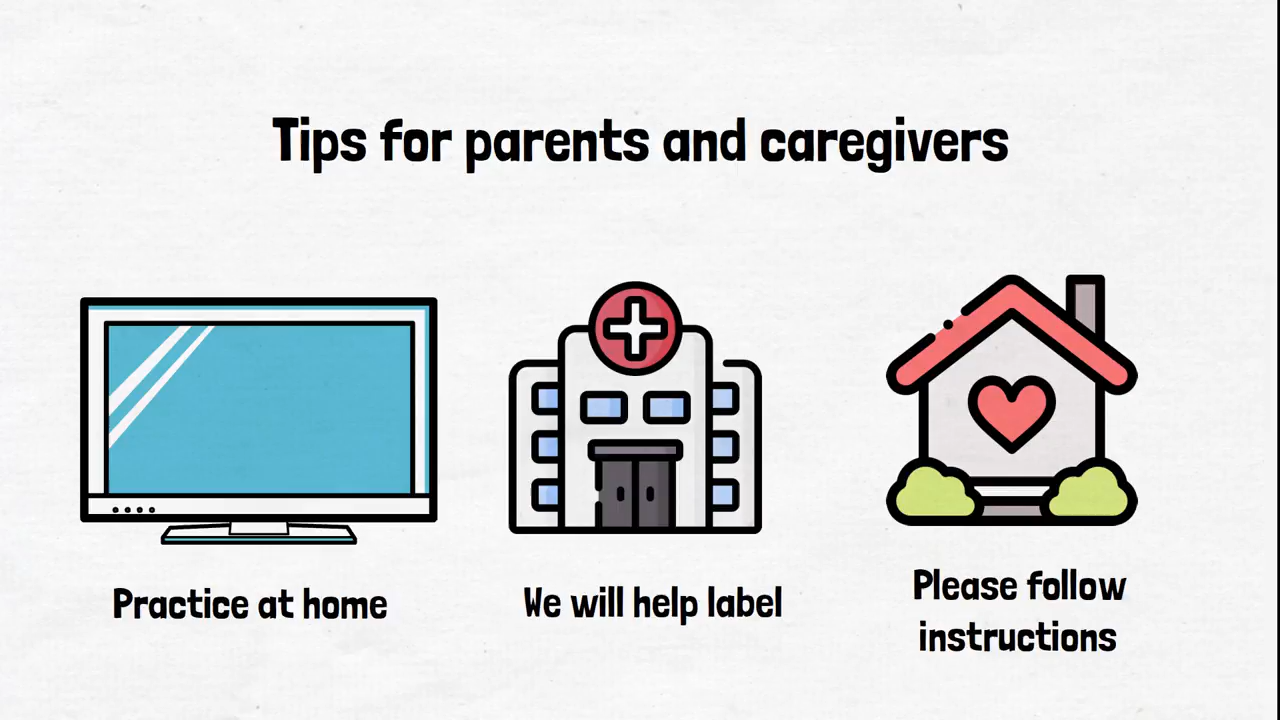 Tips for parents and caregivers
Practice at home
We will help label
Please follow
instructions